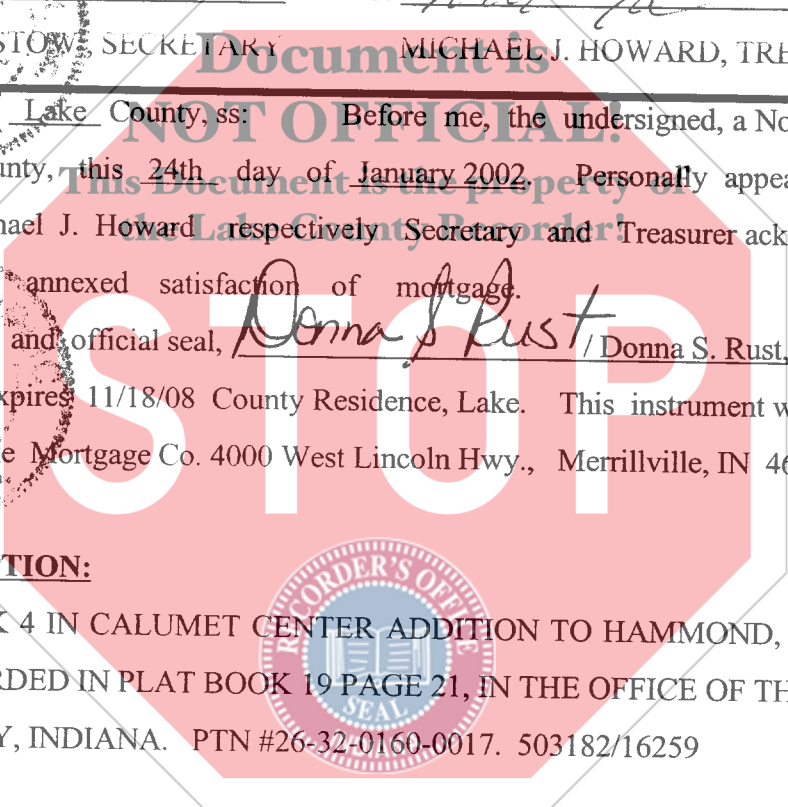 STOW, SECRETARY MICHAEL J. HOWARD, TRE
Document is
Lake County, ss: Before me, the undersigned, a No
NOT OFFICIAL!
unty, this 24th day of January 2002. Personally appea
This Document is the property of
nael J. Howard respectively Secretary and Treasurer ack
the Lake County Recorder!
annexed satisfaction of mortgage.
and official seal, Donna S Rust / Donna S. Rust,
xpires 11/18/08 County Residence, Lake. This instrument w
e Mortgage Co. 4000 West Lincoln Hwy., Merrillville, IN 46
STOP
PTION:
K 4 IN CALUMET CENTER ADDITION TO HAMMOND,
RDED IN PLAT BOOK 19 PAGE 21, IN THE OFFICE OF TH
Y, INDIANA. PTN #26-32-0160-0017. 503182/16259
RECORDER'S OFFICE
SEAL